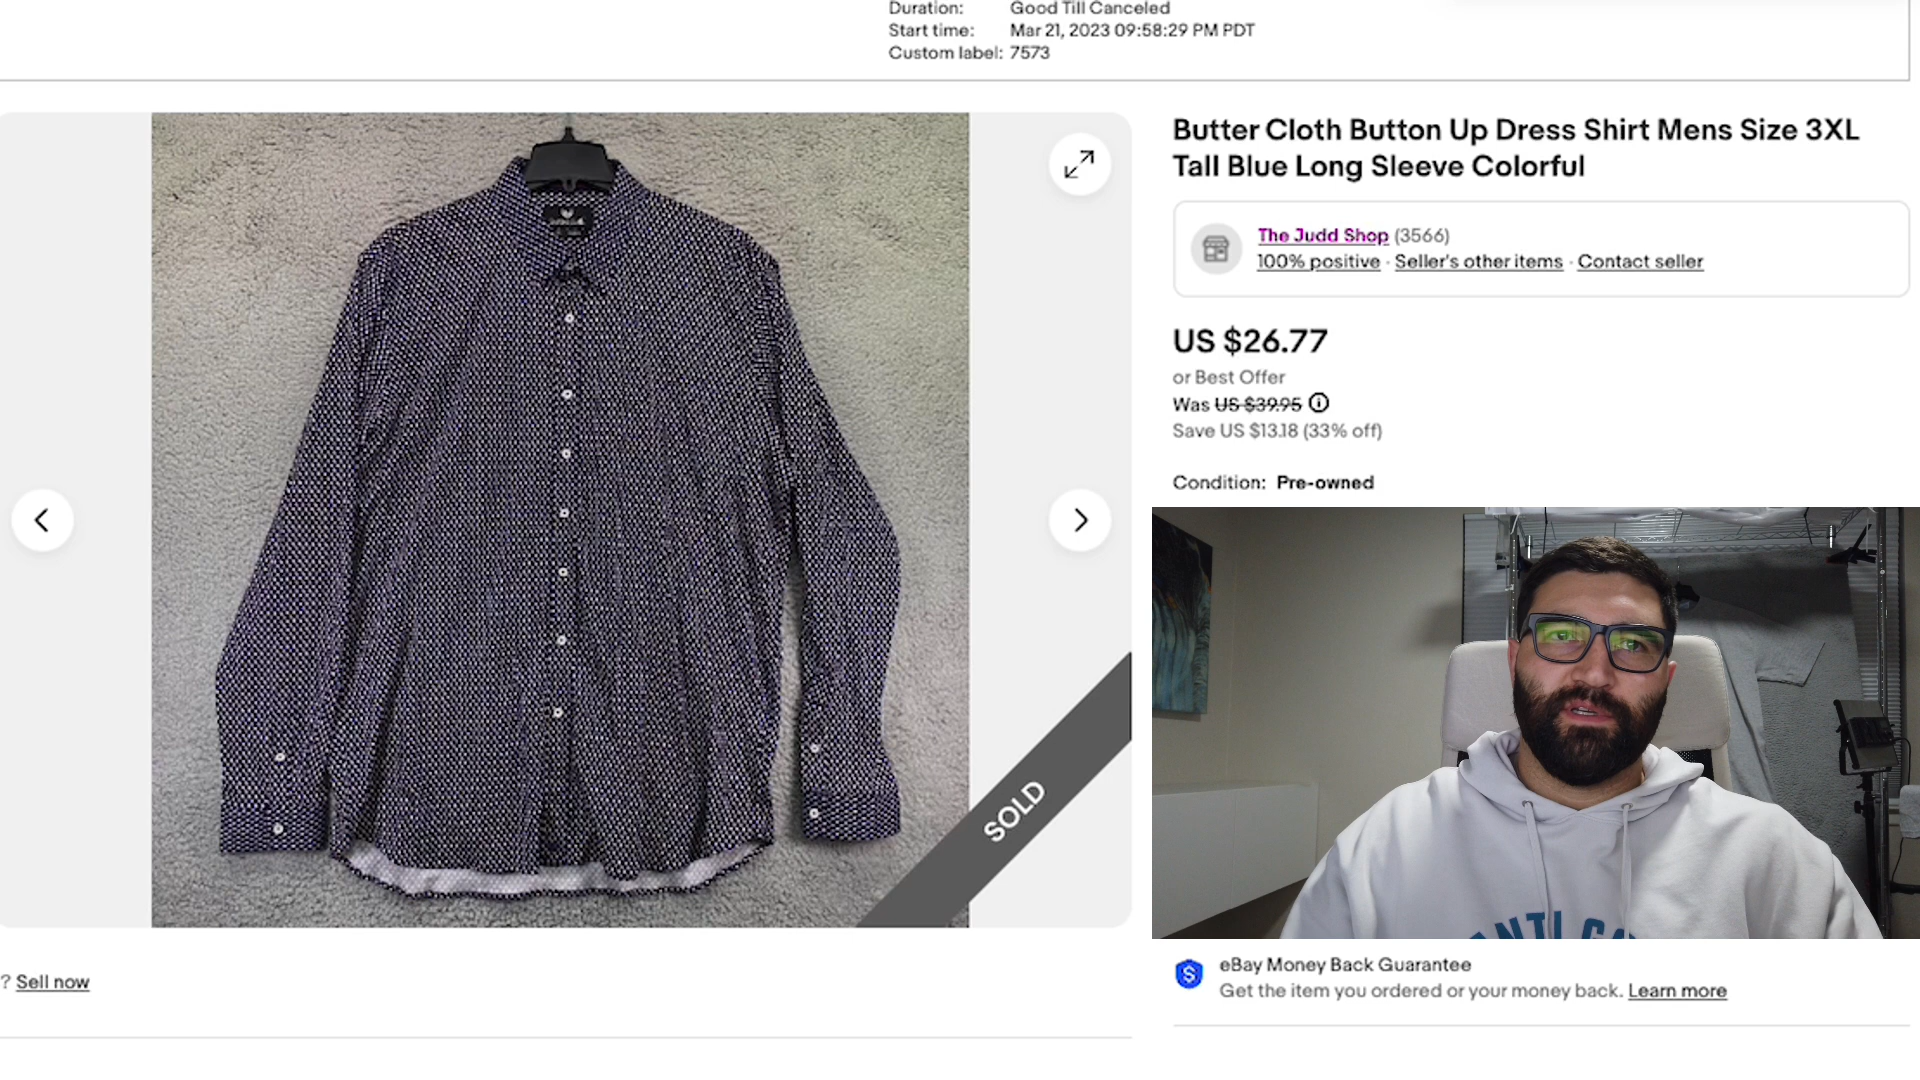 Duration: Good Till Canceled
Start time: Mar 21, 2023 09:58:29 PM PDT
Custom label: 7573
Butter Cloth Button Up Dress Shirt Mens Size 3XL
Tall Blue Long Sleeve Colorful
The Judd Shop (3566)
100% positive · Seller's other items · Contact seller
US $26.77
or Best Offer
Was US $39.95
Save US $13.18 (33% off)
Condition: Pre-owned
SOLD
? Sell now
eBay Money Back Guarantee
Get the item you ordered or your money back. Learn more